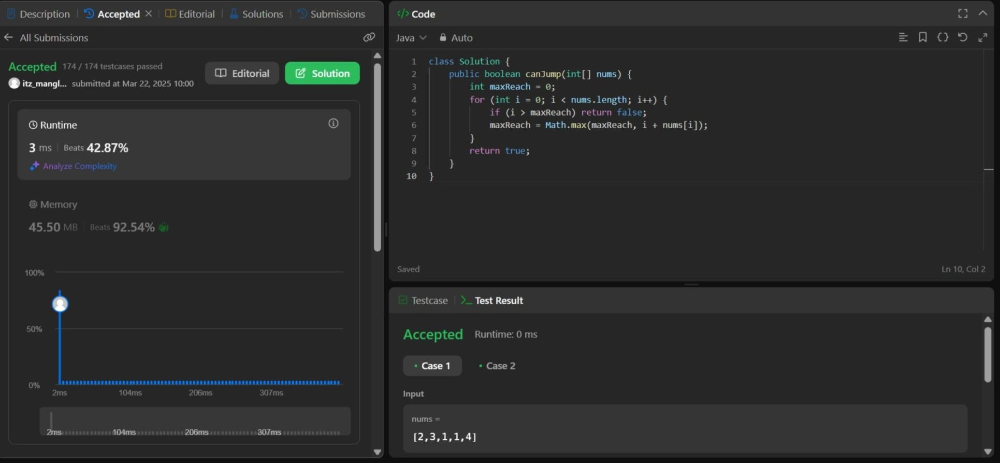 Description | Accepted | Editorial | Solutions | Submissions
All Submissions
Accepted 174 / 174 testcases passed
itz_mangl... submitted at Mar 22, 2025 10:00
Editorial
Solution
Runtime
3 ms | Beats 42.87%
Analyze Complexity
Memory
45.50 MB | Beats 92.54%
100%
50%
0%
2ms 104ms 206ms 307ms
2ms 104ms 206ms 307ms
</> Code
Java Auto
1 class Solution {
2 public boolean canJump(int[] nums) {
3 int maxReach = 0;
4 for (int i = 0; i < nums.length; i++) {
5 if (i > maxReach) return false;
6 maxReach = Math.max(maxReach, i + nums[i]);
7 }
8 return true;
9 }
10 }
Saved
Ln 10, Col 2
Testcase | >_ Test Result
Accepted Runtime: 0 ms
• Case 1 • Case 2
Input
nums =
[2,3,1,1,4]